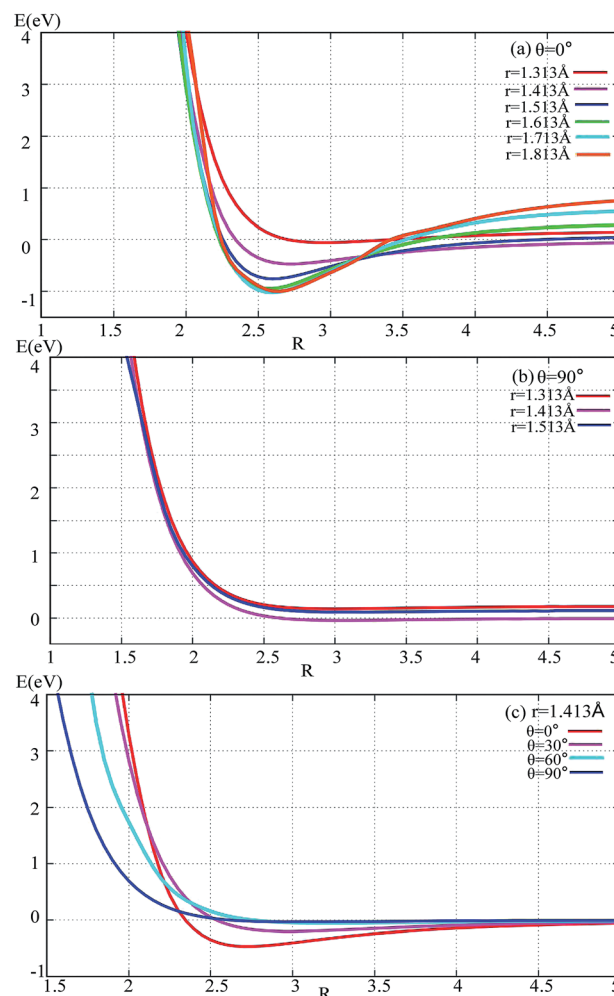 E(eV)
4
(a) θ=0°
r=1.313Å
r=1.413Å
r=1.513Å
r=1.613Å
r=1.713Å
r=1.813Å
3
2
1
0
-1
1 1.5 2 2.5 3 3.5 4 4.5 5
R
E(eV)
4
(b) θ=90°
r=1.313Å
r=1.413Å
r=1.513Å
3
2
1
0
1 1.5 2 2.5 3 3.5 4 4.5 5
R
E(eV)
4
(c) r=1.413Å
θ=0°
θ=30°
θ=60°
θ=90°
3
2
1
0
-1
1.5 2 2.5 3 3.5 4 4.5 5
R